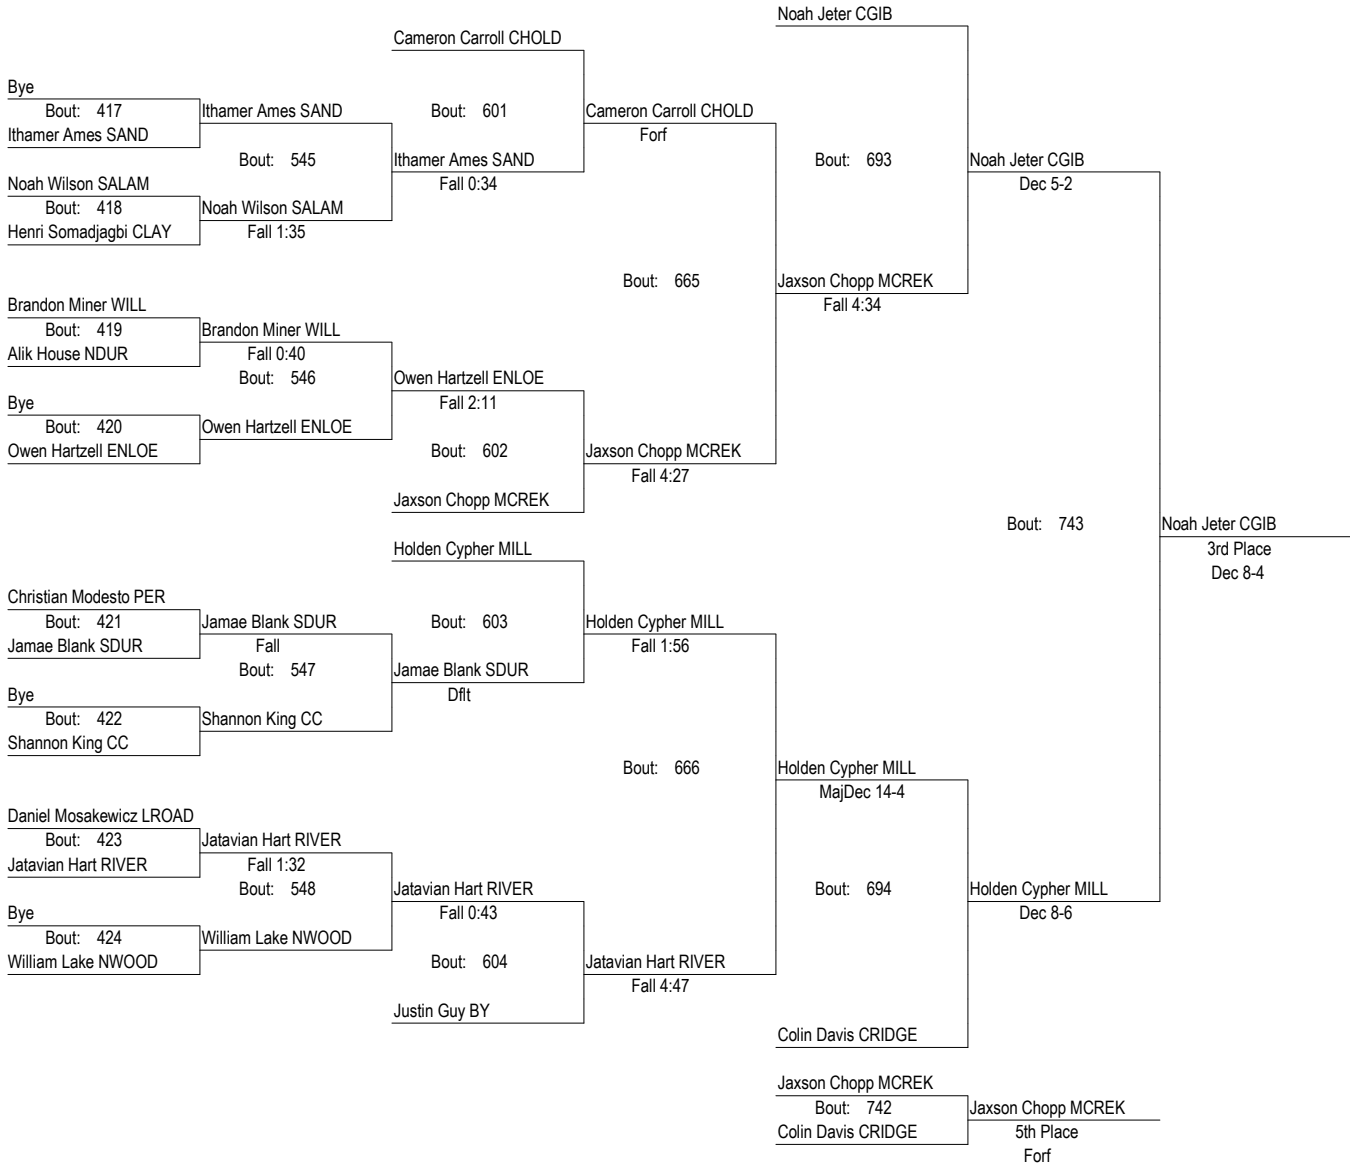 Noah Jeter CGIB
Cameron Carroll CHOLD
Bye
Bout: 417
Ithamer Ames SAND
Bout: 601
Cameron Carroll CHOLD
Ithamer Ames SAND
Forf
Bout: 545
Ithamer Ames SAND
Bout: 693
Noah Jeter CGIB
Noah Wilson SALAM
Fall 0:34
Dec 5-2
Bout: 418
Noah Wilson SALAM
Henri Somadjagbi CLAY
Fall 1:35
Bout: 665
Jaxson Chopp MCREK
Brandon Miner WILL
Fall 4:34
Bout: 419
Brandon Miner WILL
Alik House NDUR
Fall 0:40
Bout: 546
Owen Hartzell ENLOE
Bye
Fall 2:11
Bout: 420
Owen Hartzell ENLOE
Owen Hartzell ENLOE
Bout: 602
Jaxson Chopp MCREK
Fall 4:27
Jaxson Chopp MCREK
Bout: 743
Noah Jeter CGIB
Holden Cypher MILL
3rd Place
Dec 8-4
Christian Modesto PER
Bout: 421
Jamae Blank SDUR
Bout: 603
Holden Cypher MILL
Jamae Blank SDUR
Fall
Fall 1:56
Bout: 547
Jamae Blank SDUR
Bye
Dflt
Bout: 422
Shannon King CC
Shannon King CC
Bout: 666
Holden Cypher MILL
MajDec 14-4
Daniel Mosakewicz LROAD
Bout: 423
Jatavian Hart RIVER
Jatavian Hart RIVER
Fall 1:32
Bout: 548
Jatavian Hart RIVER
Bout: 694
Holden Cypher MILL
Bye
Fall 0:43
Dec 8-6
Bout: 424
William Lake NWOOD
William Lake NWOOD
Bout: 604
Jatavian Hart RIVER
Fall 4:47
Justin Guy BY
Colin Davis CRIDGE
Jaxson Chopp MCREK
Bout: 742
Jaxson Chopp MCREK
Colin Davis CRIDGE
5th Place
Forf